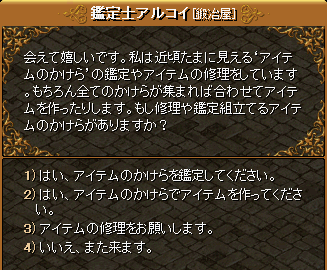 鑑定士アルコイ[鍛冶屋]
会えて嬉しいです。私は近頃たまに見える‘アイテ
ムのかけら’の鑑定やアイテムの修理をしています
。もちろん全てのかけらが集まれば合わせてアイテ
ムを作ったりします。もし修理や鑑定組立てるアイテ
ムのかけらがありますか？
1)はい、アイテムのかけらを鑑定してください。
2)はい、アイテムのかけらでアイテムを作ってくださ
い。
3)アイテムの修理をお願いします。
4)いいえ、また来ます。